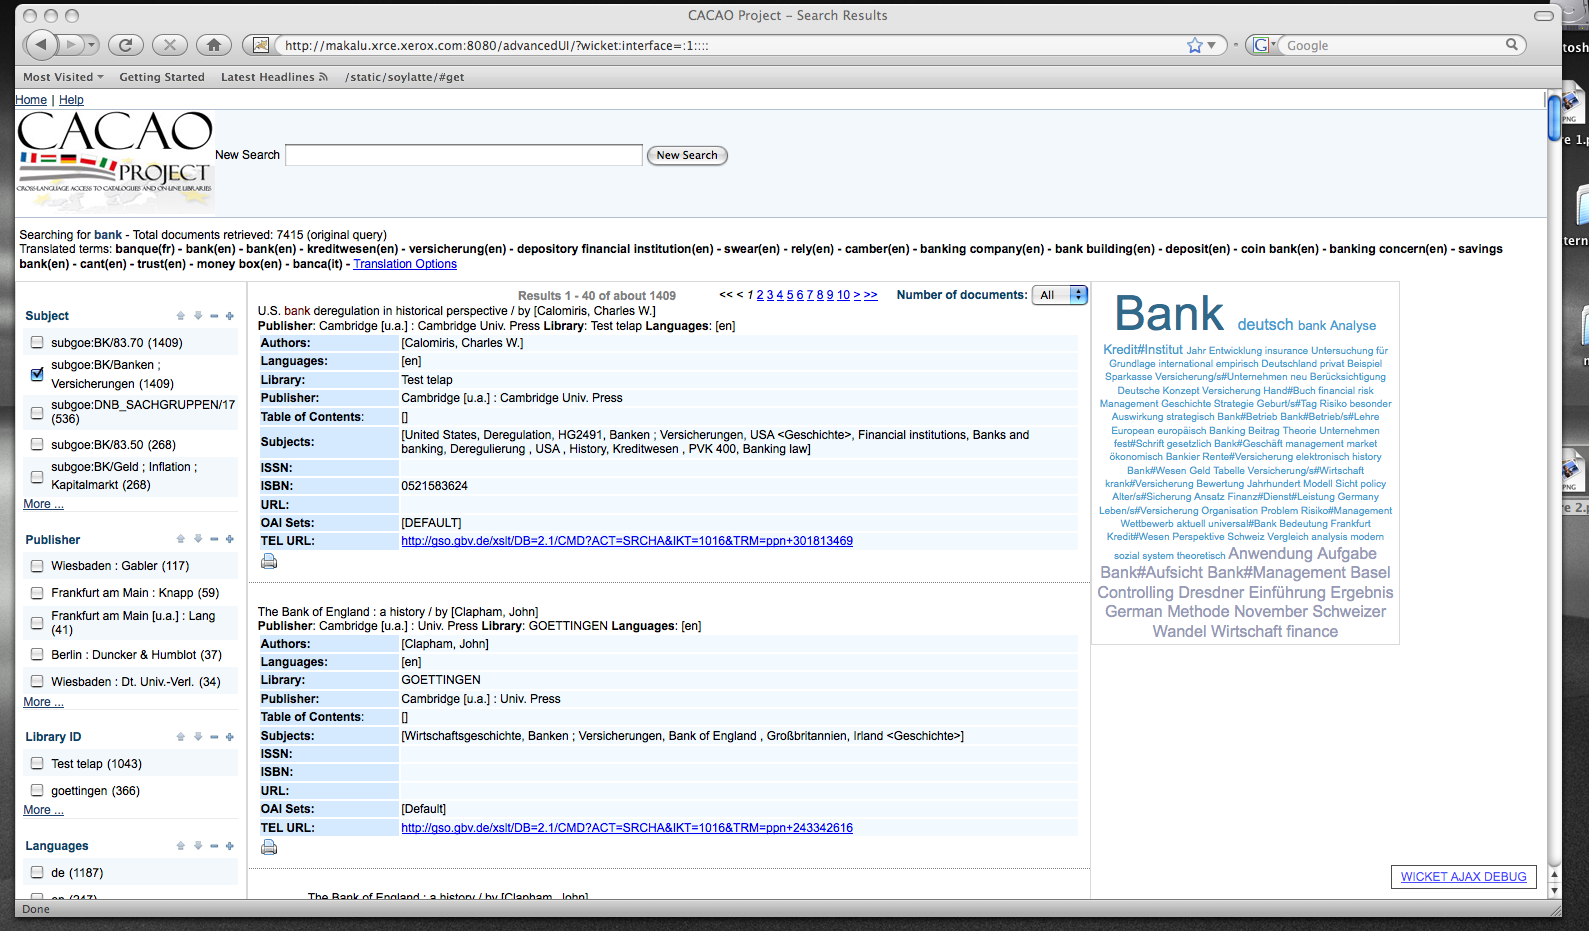 CACAO Project – Search Results
http://makalu.xrce.xerox.com:8080/advancedUI/?wicket:interface=:1::::
Google
Most Visited
Getting Started
Latest Headlines
/static/soylatte/#get
Home | Help
CACAO
PROJECT
CROSS-LANGUAGE ACCESS TO CATALOGUES AND ON-LINE LIBRARIES
New Search
New Search
Searching for bank - Total documents retrieved: 7415 (original query)
Translated terms: banque(fr) - bank(en) - bank(en) - kreditwesen(en) - versicherung(en) - depository financial institution(en) - swear(en) - rely(en) - camber(en) - banking company(en) - bank building(en) - deposit(en) - coin bank(en) - banking concern(en) - savings
bank(en) - cant(en) - trust(en) - money box(en) - banca(it) - Translation Options
Subject
subgoe:BK/83.70 (1409)
subgoe:BK/Banken ;
Versicherungen (1409)
subgoe:DNB_SACHGRUPPEN/17
(536)
subgoe:BK/83.50 (268)
subgoe:BK/Geld ; Inflation ;
Kapitalmarkt (268)
More ...
Publisher
Wiesbaden : Gabler (117)
Frankfurt am Main : Knapp (59)
Frankfurt am Main [u.a.] : Lang
(41)
Berlin : Duncker & Humblot (37)
Wiesbaden : Dt. Univ.-Verl. (34)
More ...
Library ID
Test telap (1043)
goettingen (366)
More ...
Languages
de (1187)
en (247)
Results 1 - 40 of about 1409
<< < 1 2 3 4 5 6 7 8 9 10 > >>
Number of documents: All
U.S. bank deregulation in historical perspective / by [Calomiris, Charles W.]
Publisher: Cambridge [u.a.] : Cambridge Univ. Press Library: Test telap Languages: [en]
Authors: [Calomiris, Charles W.]
Languages: [en]
Library: Test telap
Publisher: Cambridge [u.a.] : Cambridge Univ. Press
Table of Contents: []
Subjects: [United States, Deregulation, HG2491, Banken ; Versicherungen, USA <Geschichte>, Financial institutions, Banks and
banking, Deregulierung , USA , History, Kreditwesen , PVK 400, Banking law]
ISSN:
ISBN: 0521583624
URL:
OAI Sets: [DEFAULT]
TEL URL: http://gso.gbv.de/xslt/DB=2.1/CMD?ACT=SRCHA&IKT=1016&TRM=ppn+301813469
The Bank of England : a history / by [Clapham, John]
Publisher: Cambridge [u.a.] : Univ. Press Library: GOETTINGEN Languages: [en]
Authors: [Clapham, John]
Languages: [en]
Library: GOETTINGEN
Publisher: Cambridge [u.a.] : Univ. Press
Table of Contents: []
Subjects: [Wirtschaftsgeschichte, Banken ; Versicherungen, Bank of England , Großbritannien, Irland <Geschichte>]
ISSN:
ISBN:
URL:
OAI Sets: [Default]
TEL URL: http://gso.gbv.de/xslt/DB=2.1/CMD?ACT=SRCHA&IKT=1016&TRM=ppn+243342616
The Bank of England : a history / by [Clapham, John]
Bank deutsch bank Analyse
Kredit#Institut Jahr Entwicklung insurance Untersuchung für
Grundlage international empirisch Deutschland privat Beispiel
Sparkasse Versicherung/s#Unternehmen neu Berücksichtigung
Deutsche Konzept Versicherung Hand#Buch financial risk
Management Geschichte Strategie Geburt/s#Tag Risiko besonder
Auswirkung strategisch Bank#Betrieb Bank#Betrieb/s#Lehre
European europäisch Banking Beitrag Theorie Unternehmen
fest#Schrift gesetzlich Bank#Geschäft management market
ökonomisch Bankier Rente#Versicherung elektronisch history
Bank#Wesen Geld Tabelle Versicherung/s#Wirtschaft
krank#Versicherung Bewertung Jahrhundert Modell Sicht policy
Alter/s#Sicherung Ansatz Finanz#Dienst#Leistung Germany
Leben/s#Versicherung Organisation Problem Risiko#Management
Wettbewerb aktuell universal#Bank Bedeutung Frankfurt
Kredit#Wesen Perspektive Schweiz Vergleich analysis modern
sozial system theoretisch Anwendung Aufgabe
Bank#Aufsicht Bank#Management Basel
Controlling Dresdner Einführung Ergebnis
German Methode November Schweizer
Wandel Wirtschaft finance
WICKET AJAX DEBUG
Done
tosh
PNG
re 1.p
tern
PNG
re 2.p